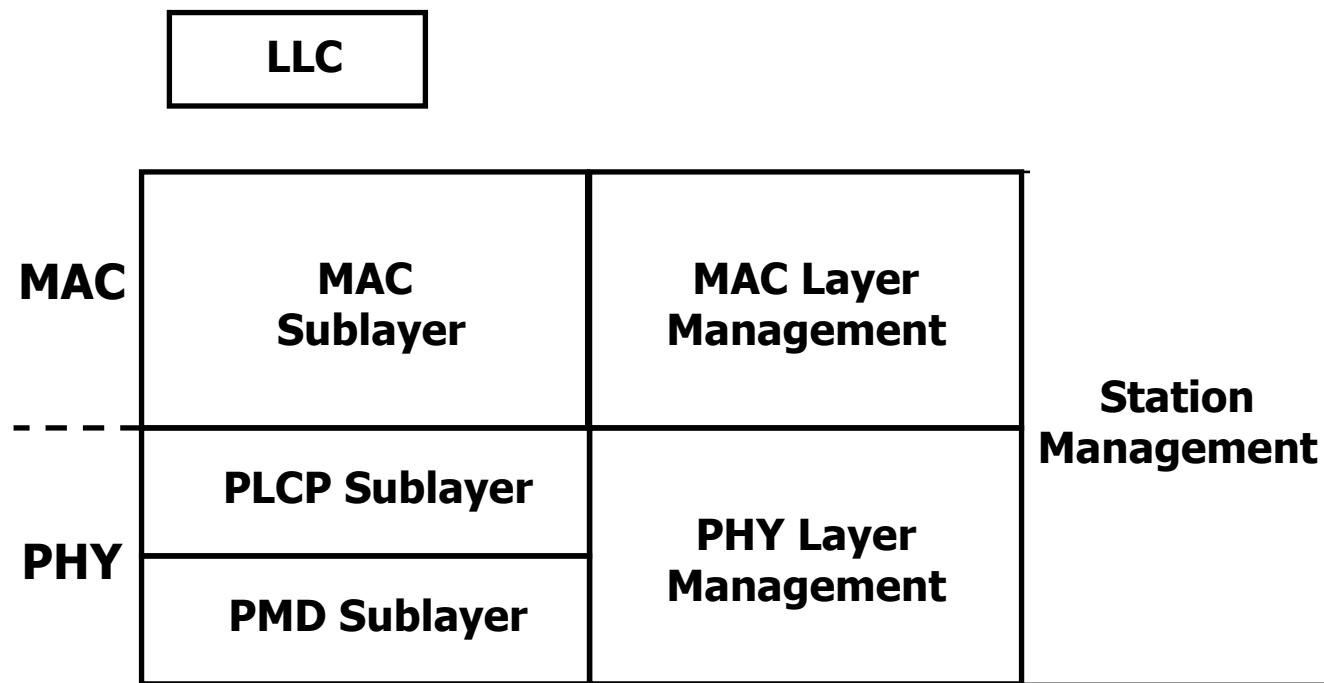 LLC
MAC
MAC
Sublayer
MAC Layer
Management
Station
Management
PHY
PLCP Sublayer
PMD Sublayer
PHY Layer
Management